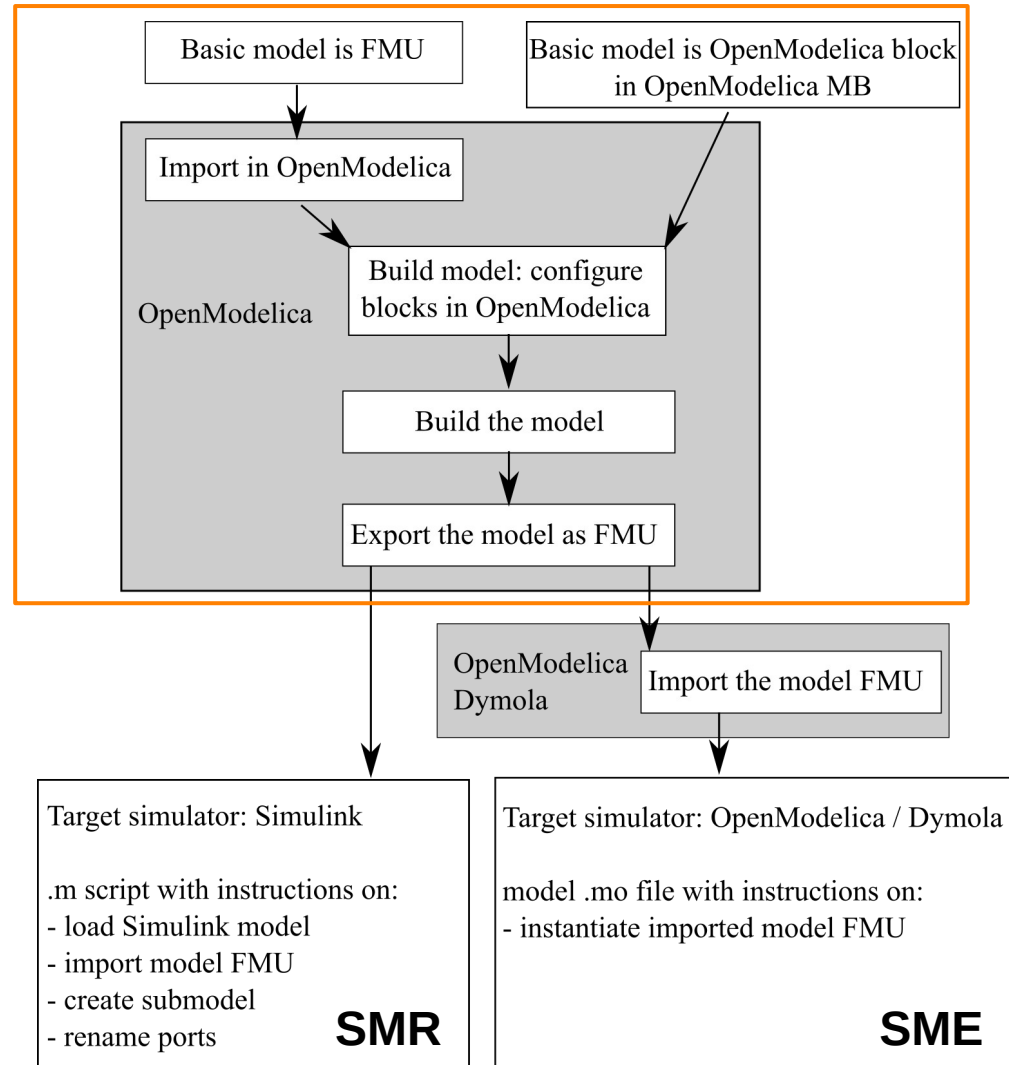 Basic model is FMU
Basic model is OpenModelica block
in OpenModelica MB
Import in OpenModelica
Build model: configure
blocks in OpenModelica
OpenModelica
Build the model
Export the model as FMU
OpenModelica
Dymola
Import the model FMU
Target simulator: Simulink
.m script with instructions on:
- load Simulink model
- import model FMU
- create submodel
- rename ports
SMR
Target simulator: OpenModelica / Dymola
model .mo file with instructions on:
- instantiate imported model FMU
SME